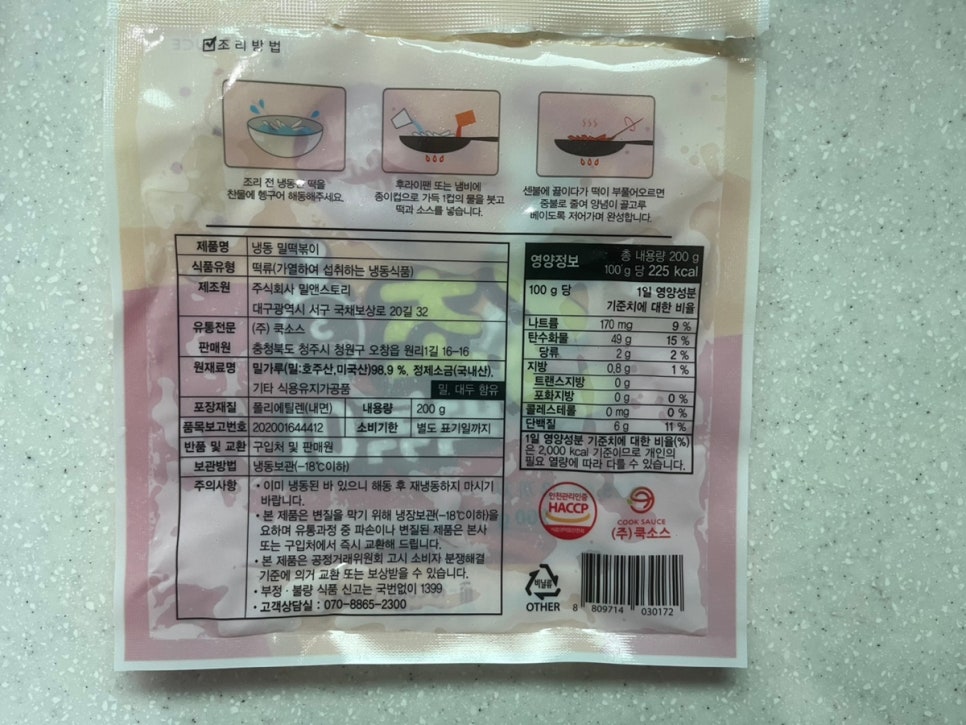 조리방법
조리 전 냉동된 떡을
찬물에 헹구어 해동해주세요.
후라이팬 또는 냄비에
종이컵으로 가득 1컵의 물을 붓고
떡과 소스를 넣습니다.
센불에 끓이다가 떡이 부풀어오르면
중불로 줄여 양념이 골고루
베이도록 저어가며 완성합니다.
제품명 냉동 밀떡볶이
식품유형 떡류(가열하여 섭취하는 냉동식품)
제조원 주식회사 밀앤스토리
대구광역시 서구 국채보상로 20길 32
유통전문 (주) 쿡소스
판매원 충청북도 청주시 청원구 오창읍 원리1길 16-16
원재료명 밀가루(밀:호주산,미국산)98.9 %, 정제소금(국내산),
기타 식용유지가공품 밀, 대두 함유
포장재질 폴리에틸렌(내면) 내용량 200 g
품목보고번호 202001644412 소비기한 별도 표기일까지
반품 및 교환 구입처 및 판매원
보관방법 냉동보관(-18℃이하)
주의사항 • 이미 냉동된 바 있으니 해동 후 재냉동하지 마시기
바랍니다.
• 본 제품은 변질을 막기 위해 냉장보관(-18℃이하)을
요하며 유통과정 중 파손이나 변질된 제품은 본사
또는 구입처에서 즉시 교환해 드립니다.
• 본 제품은 공정거래위원회 고시 소비자 분쟁해결
기준에 의거 교환 또는 보상받을 수 있습니다.
• 부정 · 불량 식품 신고는 국번없이 1399
• 고객상담실 : 070-8865-2300
영양정보 총 내용량 200 g
100 g 당 225 kcal
100 g 당 1일 영양성분
기준치에 대한 비율
나트륨 170 mg 9 %
탄수화물 49 g 15 %
당류 2 g 2 %
지방 0.8 g 1 %
트랜스지방 0 g
포화지방 0 g 0 %
콜레스테롤 0 mg 0 %
단백질 6 g 11 %
1일 영양성분 기준치에 대한 비율(%)
은 2,000 kcal 기준이므로 개인의
필요 열량에 따라 다를 수 있습니다.
안전관리인증
HACCP
COOK SAUCE
(주)쿡소스
비닐류
OTHER
8 809714 030172